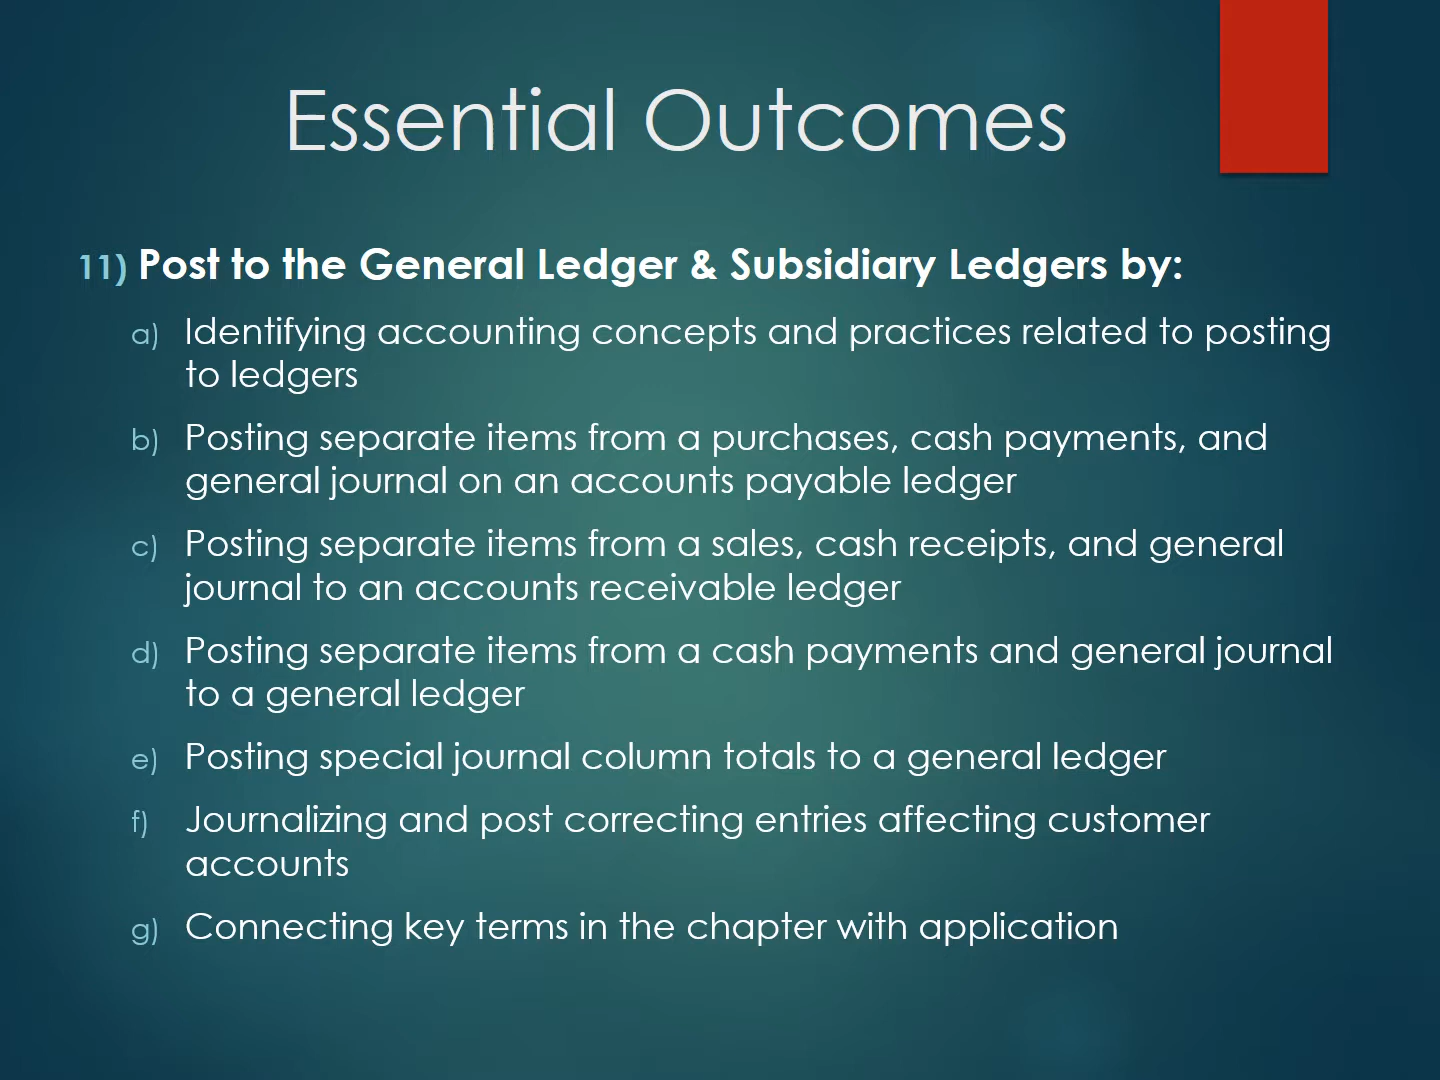 Essential Outcomes
11) Post to the General Ledger & Subsidiary Ledgers by:
a) Identifying accounting concepts and practices related to posting
to ledgers
b) Posting separate items from a purchases, cash payments, and
general journal on an accounts payable ledger
c) Posting separate items from a sales, cash receipts, and general
journal to an accounts receivable ledger
d) Posting separate items from a cash payments and general journal
to a general ledger
e) Posting special journal column totals to a general ledger
f) Journalizing and post correcting entries affecting customer
accounts
g) Connecting key terms in the chapter with application